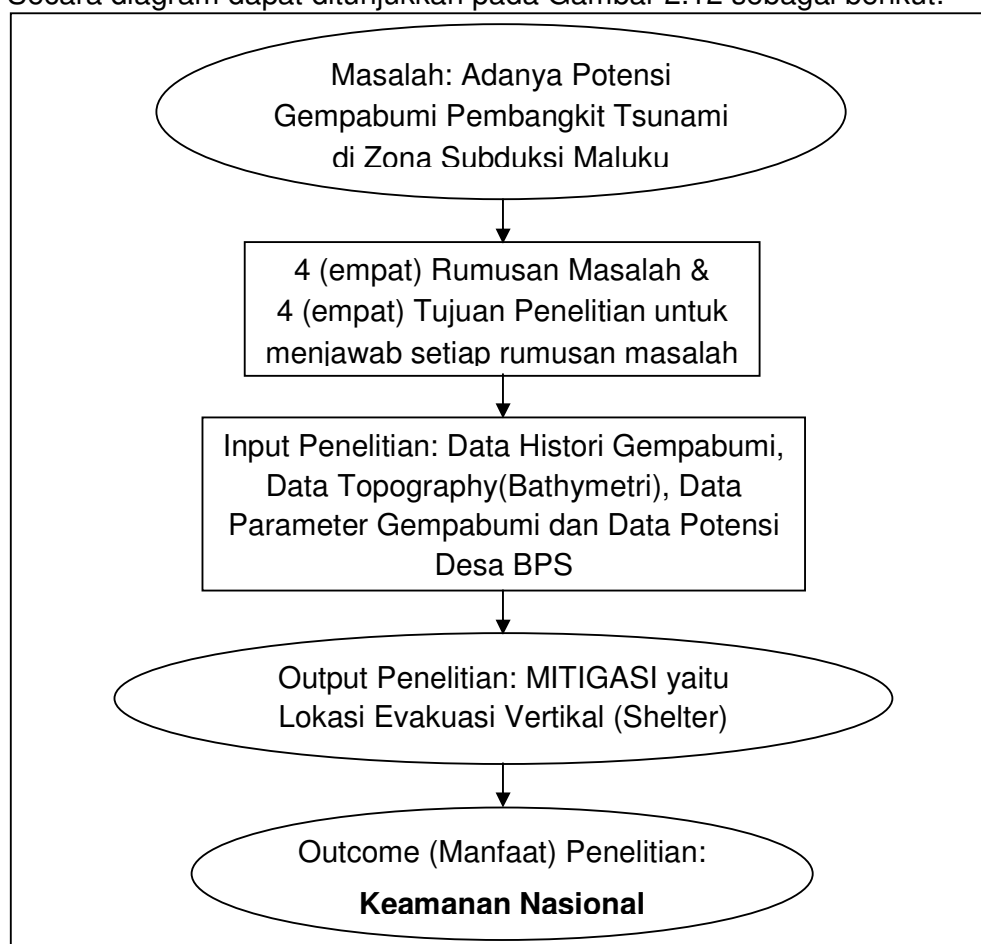 Secara diagram dapat ditunjukkan pada Gambar 2.12 sebagai berikut:
Masalah: Adanya Potensi
Gempabumi Pembangkit Tsunami
di Zona Subduksi Maluku
4 (empat) Rumusan Masalah &
4 (empat) Tujuan Penelitian untuk
menjawab setiap rumusan masalah
Input Penelitian: Data Histori Gempabumi,
Data Topography(Bathymetri), Data
Parameter Gempabumi dan Data Potensi
Desa BPS
Output Penelitian: MITIGASI yaitu
Lokasi Evakuasi Vertikal (Shelter)
Outcome (Manfaat) Penelitian:
Keamanan Nasional